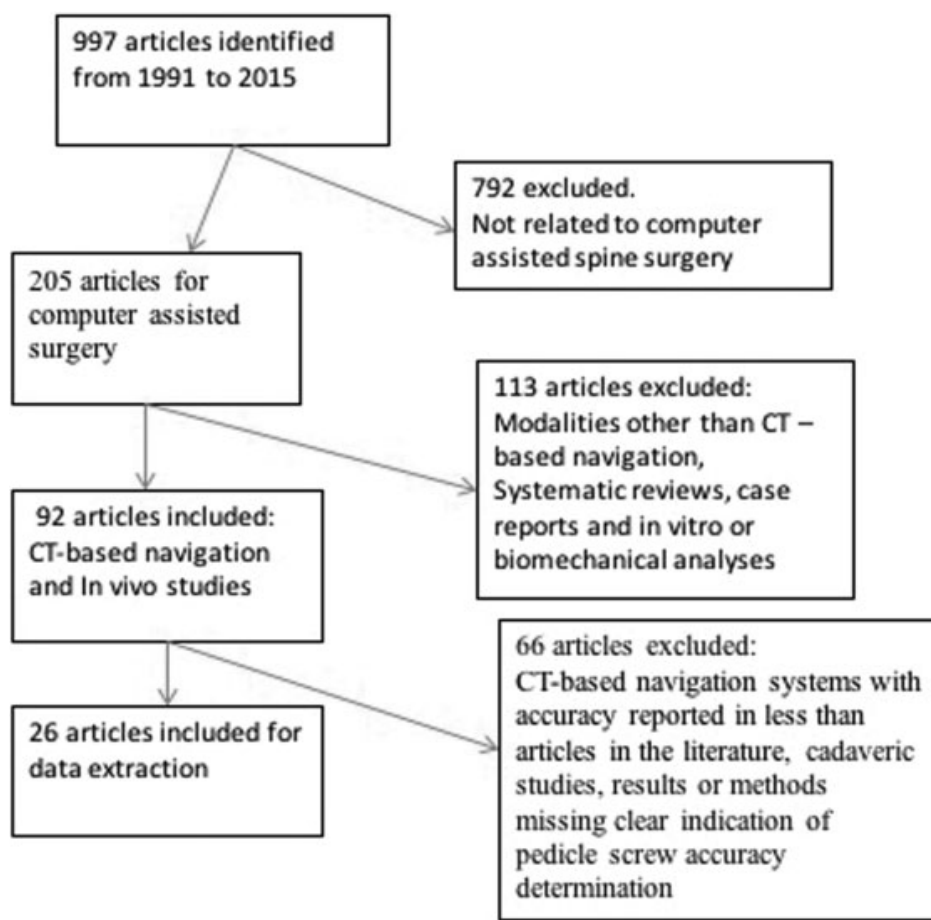 997 articles identified
from 1991 to 2015
792 excluded.
Not related to computer
assisted spine surgery
205 articles for
computer assisted
surgery
113 articles excluded:
Modalities other than CT –
based navigation,
Systematic reviews, case
reports and in vitro or
biomechanical analyses
92 articles included:
CT-based navigation
and In vivo studies
66 articles excluded:
CT-based navigation systems with
accuracy reported in less than
articles in the literature, cadaveric
studies, results or methods
missing clear indication of
pedicle screw accuracy
determination
26 articles included for
data extraction